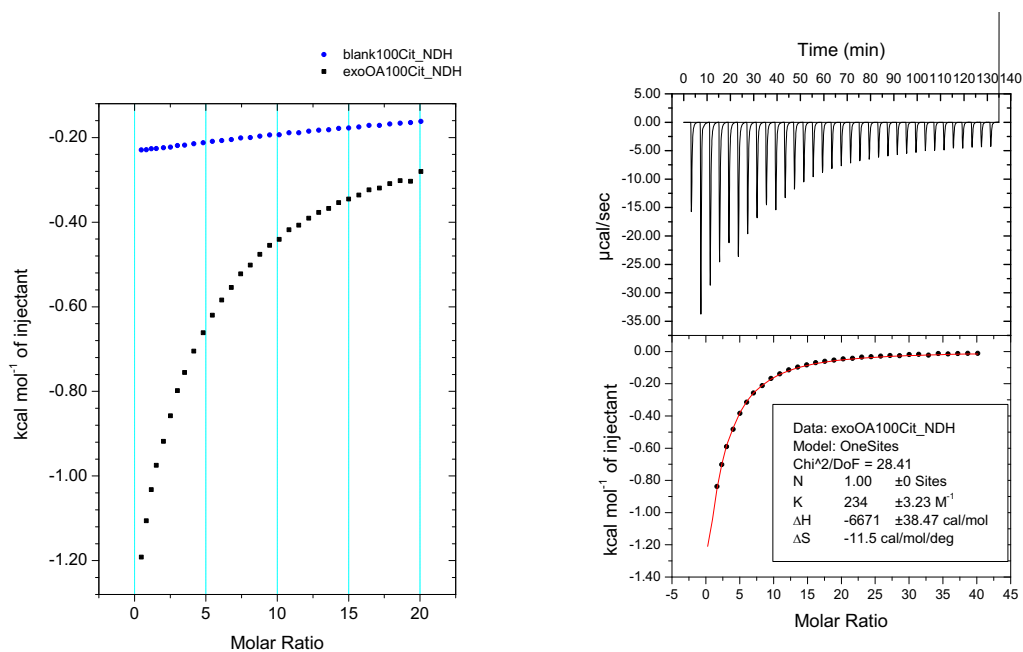 blank100Cit_NDH
exoOA100Cit_NDH
-0.20
-0.40
-0.60
-0.80
-1.00
-1.20
kcal mol⁻¹ of injectant
0 5 10 15 20
Molar Ratio
Time (min)
0 10 20 30 40 50 60 70 80 90 100 110 120 130 140
5.00
0.00
-5.00
-10.00
-15.00
-20.00
-25.00
-30.00
-35.00
µcal/sec
0.00
-0.20
-0.40
-0.60
-0.80
-1.00
-1.20
-1.40
kcal mol⁻¹ of injectant
Data: exoOA100Cit_NDH
Model: OneSites
Chi^2/DoF = 28.41
N 1.00 ±0 Sites
K 234 ±3.23 M⁻¹
ΔH -6671 ±38.47 cal/mol
ΔS -11.5 cal/mol/deg
-5 0 5 10 15 20 25 30 35 40 45
Molar Ratio